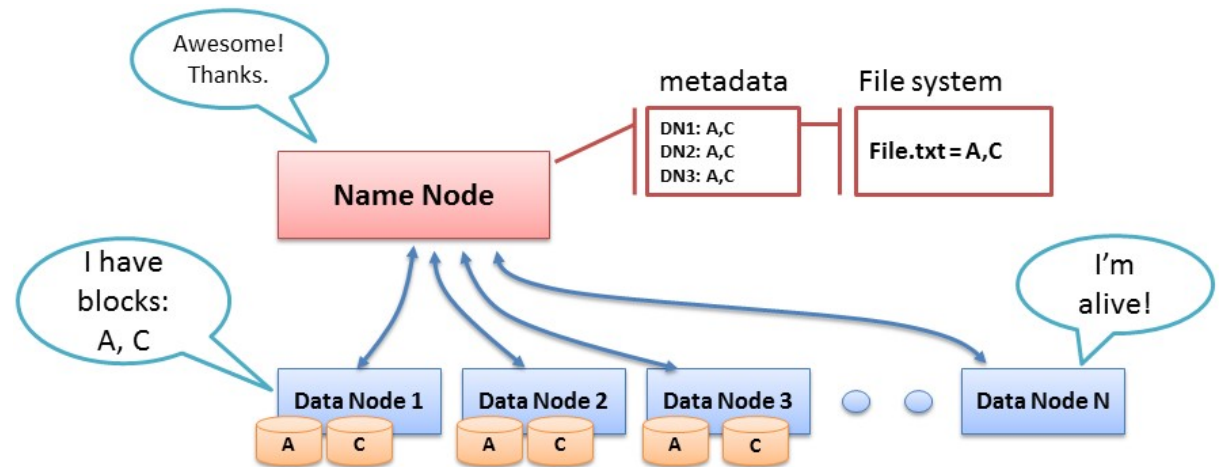 Awesome!
Thanks.
metadata
File system
DN1: A,C
DN2: A,C
DN3: A,C
File.txt = A,C
Name Node
I have
blocks:
A, C
I'm
alive!
Data Node 1
Data Node 2
Data Node 3
Data Node N
A
C
A
C
A
C